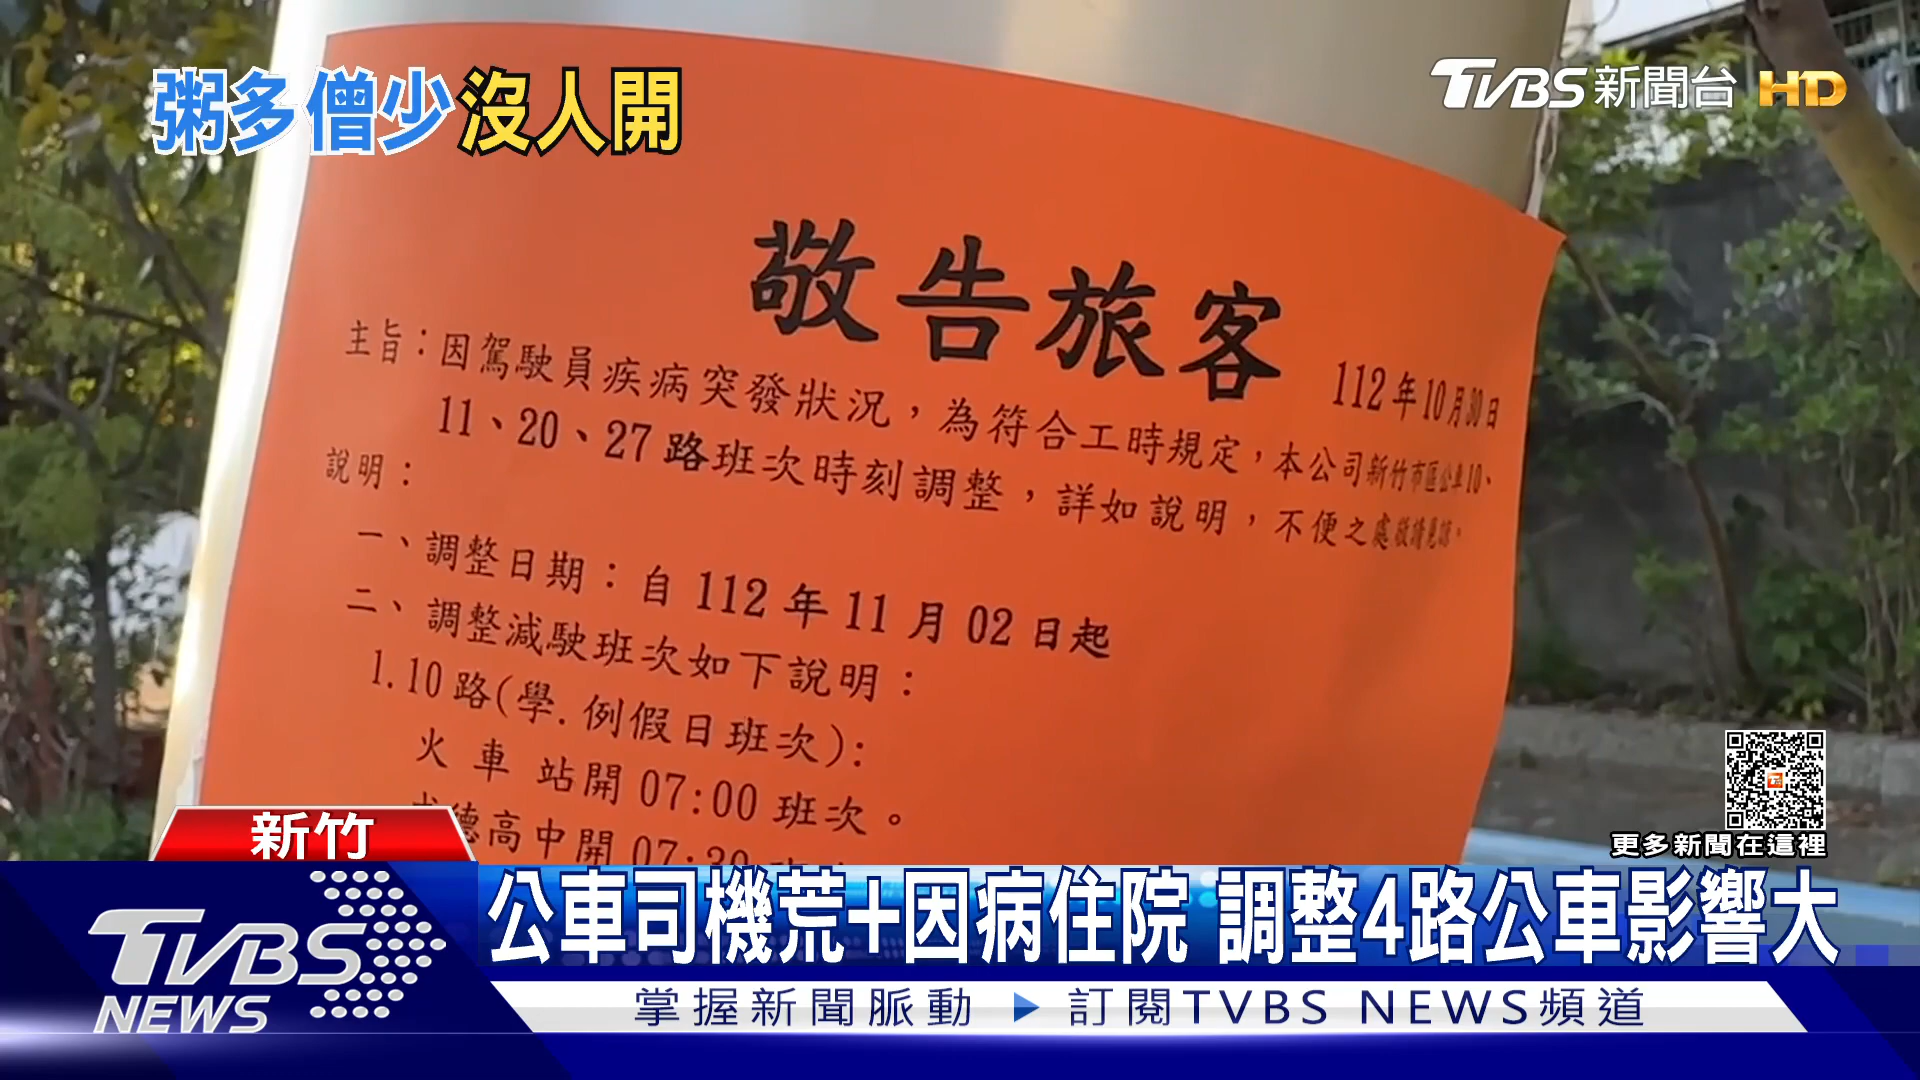 粥多僧少 沒人開
TVBS新聞台 HD
敬告旅客
112年10月30日
主旨：因駕駛員疾病突發狀況，為符合工時規定，本公司新竹市區公車10、
11、20、27路班次時刻調整，詳如說明，不便之處敬請見諒。
說明：
一、調整日期：自112年11月02日起
二、調整減駛班次如下說明：
1.10路(學.例假日班次):
火車站開07:00班次。
德高中開07:30班次
更多新聞在這裡
新竹
公車司機荒+因病住院 調整4路公車影響大
TVBS NEWS
掌握新聞脈動 ▶ 訂閱TVBS NEWS頻道